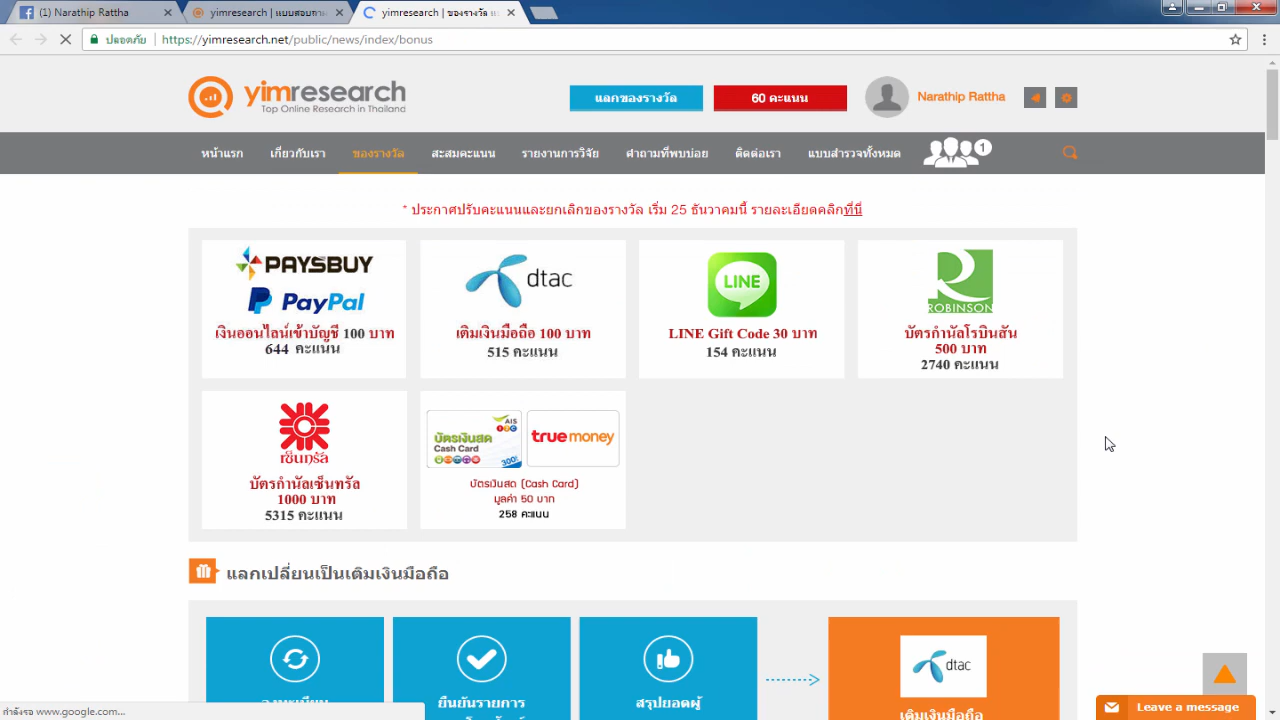 (1) Narathip Rattha
yimresearch | แบบสอบถาม
yimresearch | ของรางวัล แ
ปลอดภัย
https://yimresearch.net/public/news/index/bonus
yimresearch
Top Online Research in Thailand
แลกของรางวัล
60 คะแนน
Narathip Rattha
หน้าแรก
เกี่ยวกับเรา
ของรางวัล
สะสมคะแนน
รายงานการวิจัย
คำถามที่พบบ่อย
ติดต่อเรา
แบบสำรวจทั้งหมด
1
* ประกาศปรับคะแนนและยกเลิกของรางวัล เริ่ม 25 ธันวาคมนี้ รายละเอียดคลิกที่นี่
PAYSBUY
PayPal
เงินออนไลน์เข้าบัญชี 100 บาท
644 คะแนน
dtac
เติมเงินมือถือ 100 บาท
515 คะแนน
LINE
LINE Gift Code 30 บาท
154 คะแนน
ROBINSON
บัตรกำนัลโรบินสัน
500 บาท
2740 คะแนน
เซ็นทรัล
บัตรกำนัลเซ็นทรัล
1000 บาท
5315 คะแนน
AIS
บัตรเงินสด
Cash Card
300
truemoney
บัตรเงินสด (Cash Card)
มูลค่า 50 บาท
258 คะแนน
แลกเปลี่ยนเป็นเติมเงินมือถือ
ลงทะเบียน
ยืนยันรายการ
สรุปยอดผู้
dtac
เติมเงินมือถือ
Leave a message
กำลังรอ www.google.com...